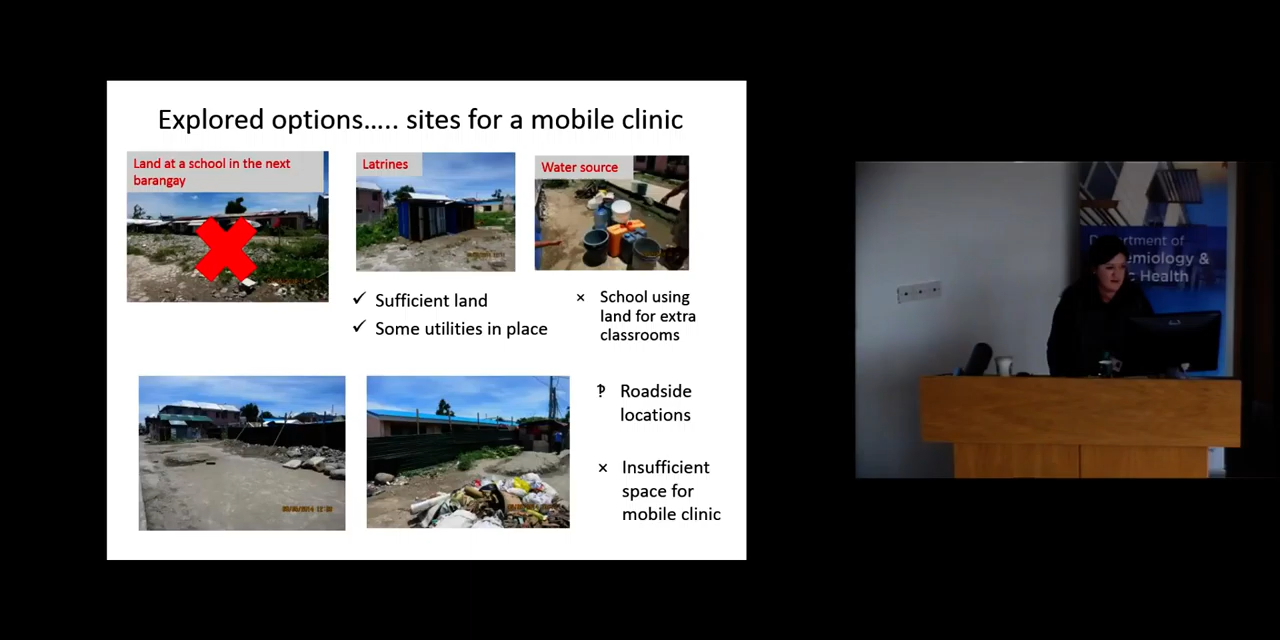 Explored options….. sites for a mobile clinic
Land at a school in the next
barangay
Latrines
Water source
✓ Sufficient land
✓ Some utilities in place
× School using
land for extra
classrooms
? Roadside
locations
× Insufficient
space for
mobile clinic
Department of
Health